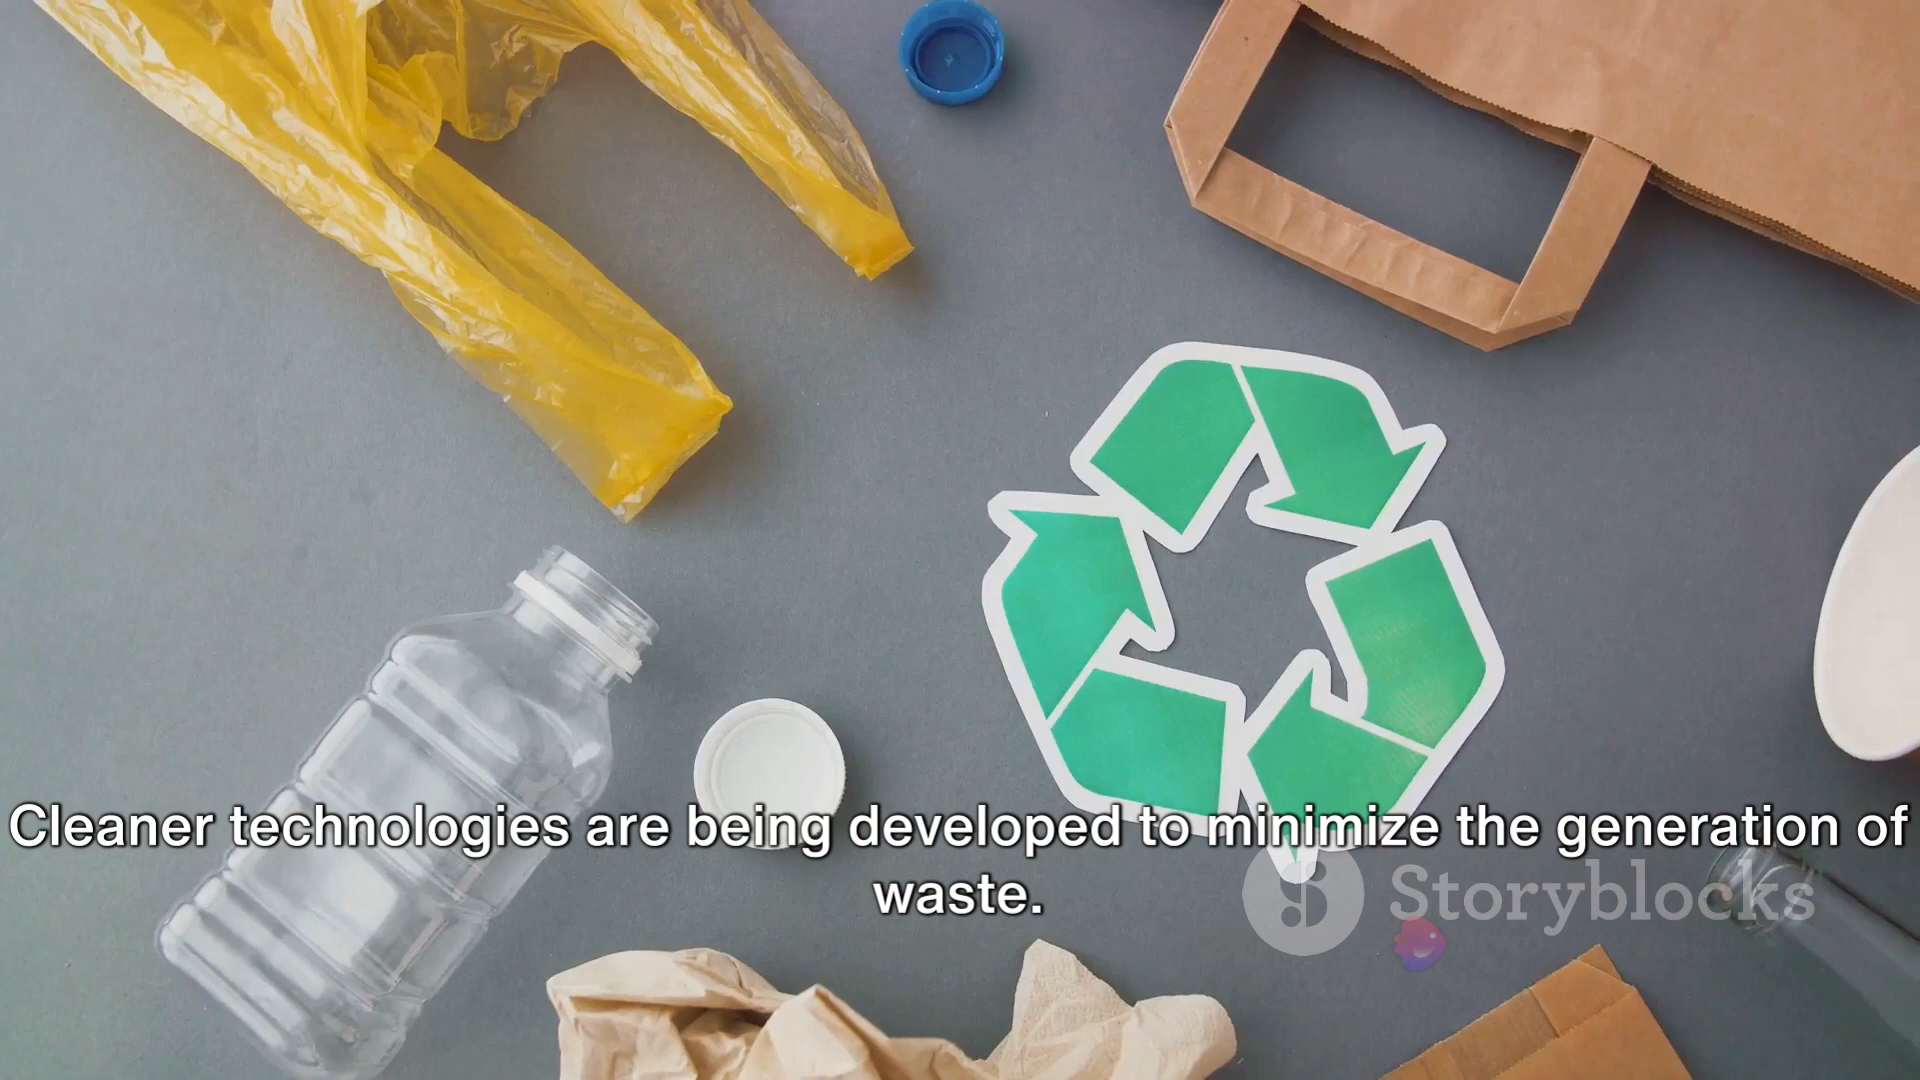 Cleaner technologies are being developed to minimize the generation of
waste.
Storyblocks